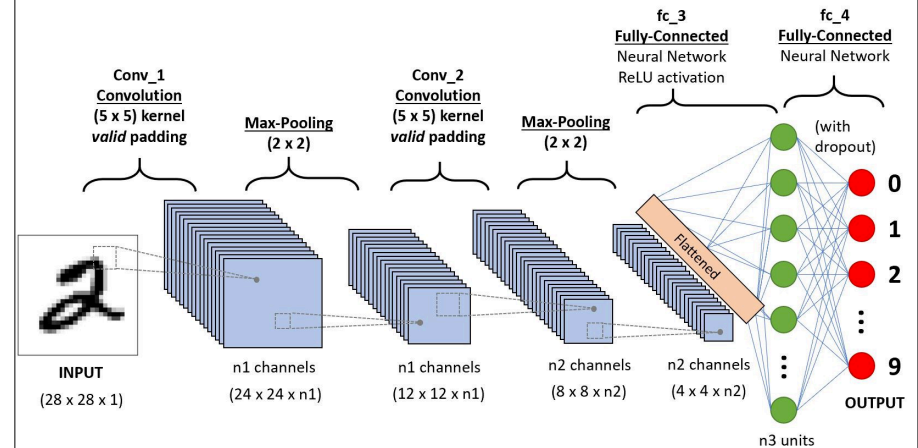 fc_3
Fully-Connected
Neural Network
ReLU activation
fc_4
Fully-Connected
Neural Network
Conv_1
Convolution
(5 x 5) kernel
valid padding
Max-Pooling
(2 x 2)
Conv_2
Convolution
(5 x 5) kernel
valid padding
Max-Pooling
(2 x 2)
(with
dropout)
Flattened
0
1
2
9
2
INPUT
(28 x 28 x 1)
n1 channels
(24 x 24 x n1)
n1 channels
(12 x 12 x n1)
n2 channels
(8 x 8 x n2)
n2 channels
(4 x 4 x n2)
OUTPUT
n3 units